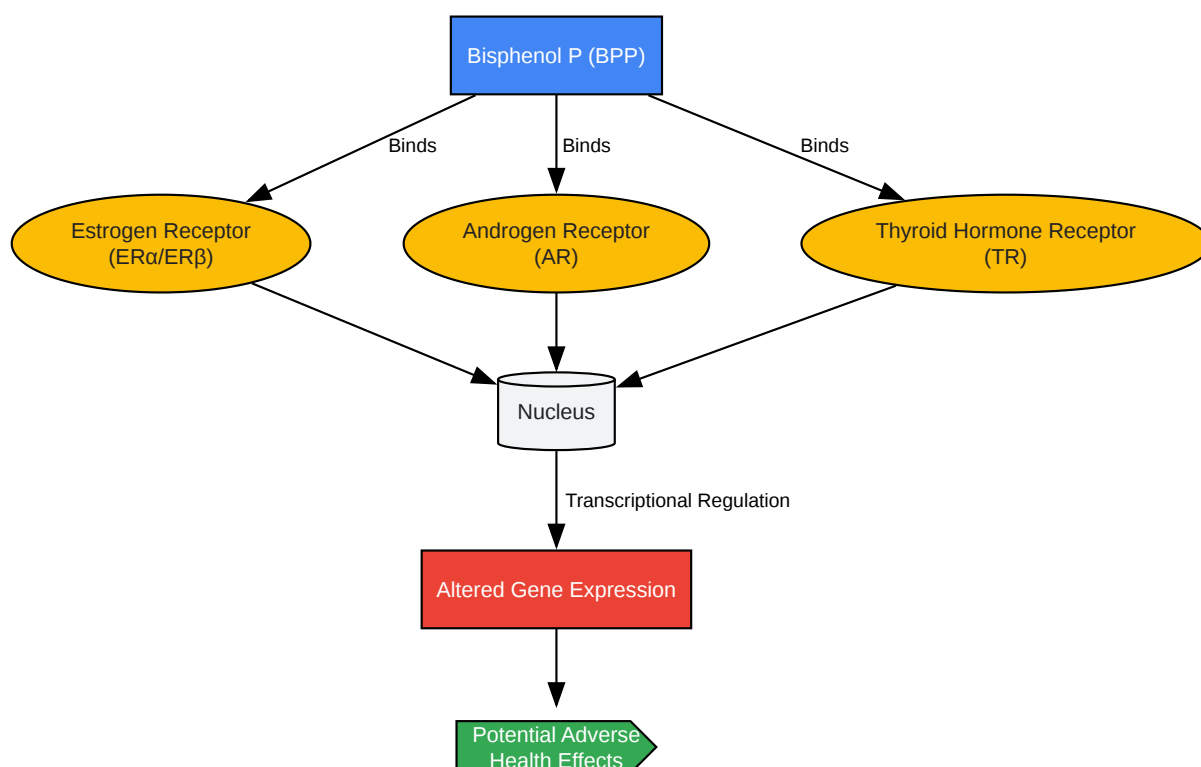 Bisphenol P (BPP)
Binds
Binds
Binds
Estrogen Receptor
(ERα/ERβ)
Androgen Receptor
(AR)
Thyroid Hormone Receptor
(TR)
Nucleus
Transcriptional Regulation
Altered Gene Expression
Potential Adverse
Health Effects